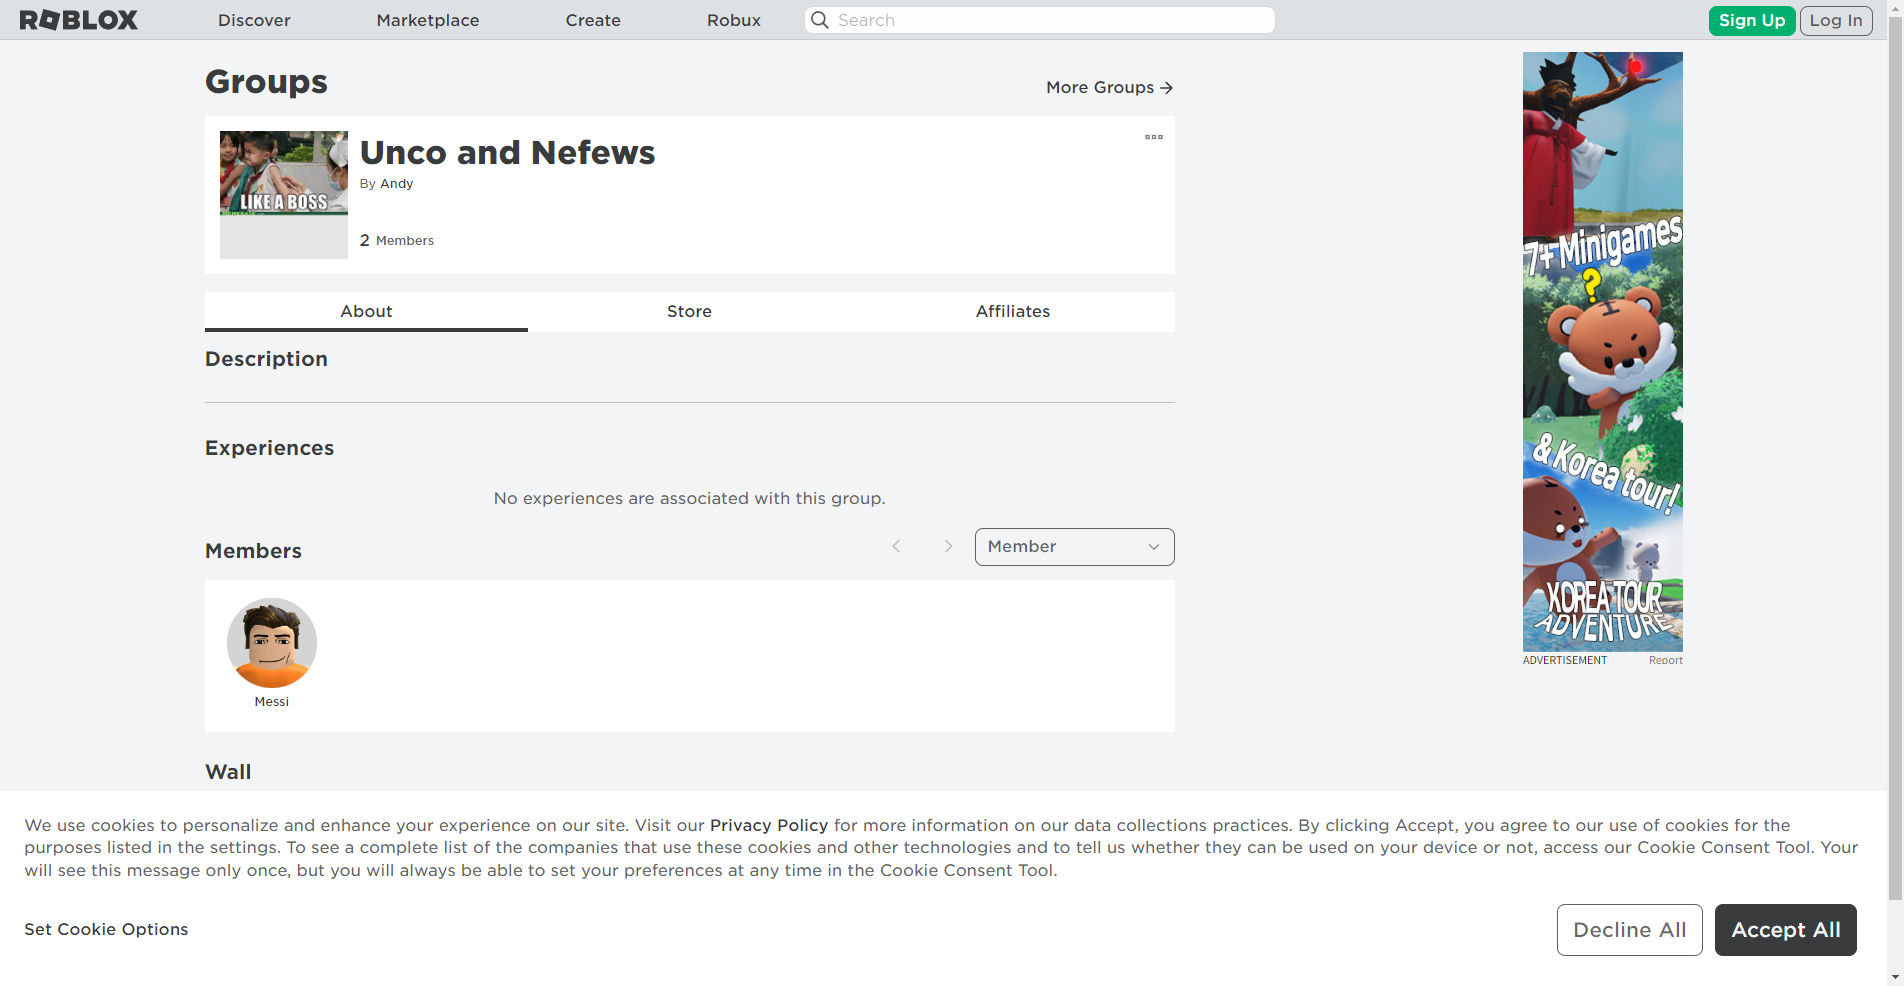 ROBLOX
Discover
Marketplace
Create
Robux
Search
Sign Up
Log In
Groups
More Groups
LIKE A BOSS
Unco and Nefews
By Andy
2 Members
About
Store
Affiliates
Description
Experiences
No experiences are associated with this group.
Members
Member
Messi
Wall
7+ Minigames
?
& Korea tour!
KOREA TOUR
ADVENTURE
ADVERTISEMENT
Report
We use cookies to personalize and enhance your experience on our site. Visit our Privacy Policy for more information on our data collections practices. By clicking Accept, you agree to our use of cookies for the
purposes listed in the settings. To see a complete list of the companies that use these cookies and other technologies and to tell us whether they can be used on your device or not, access our Cookie Consent Tool. Your
will see this message only once, but you will always be able to set your preferences at any time in the Cookie Consent Tool.
Set Cookie Options
Decline All
Accept All